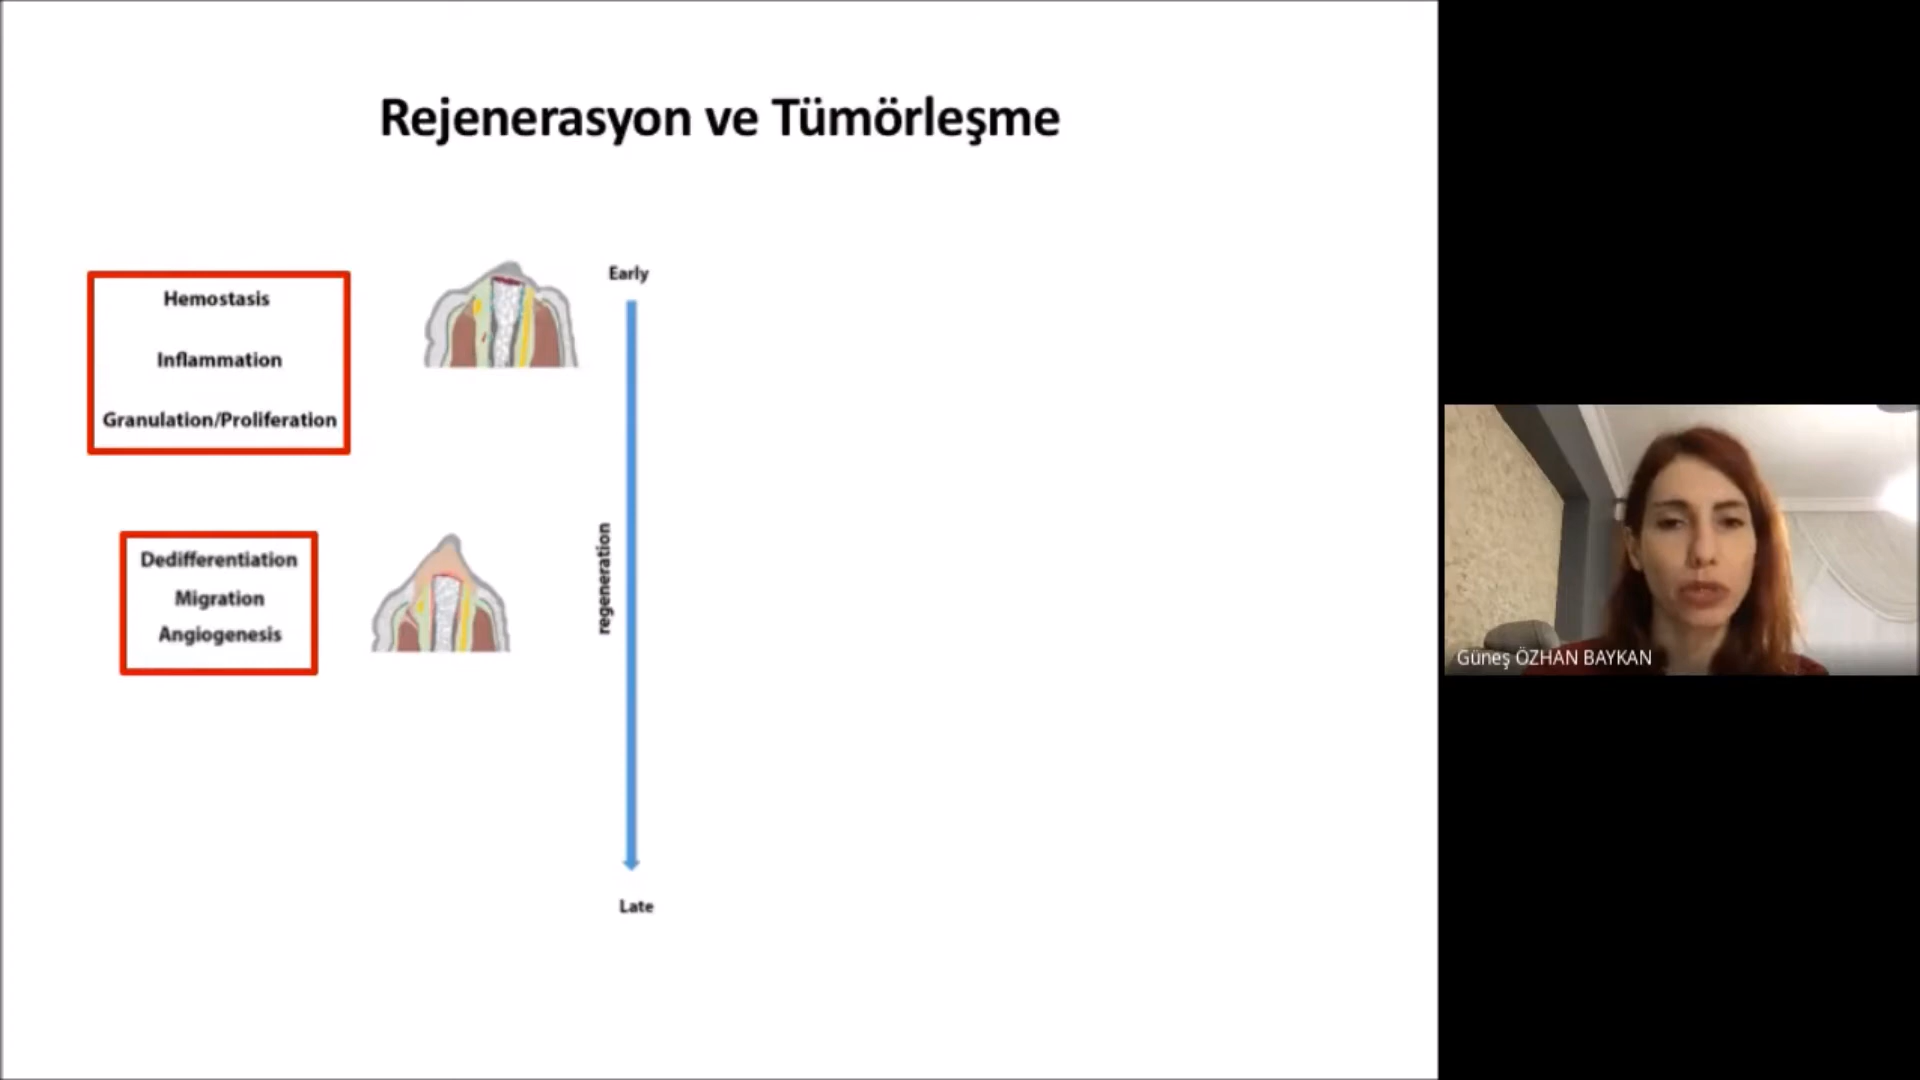 Rejenerasyon ve Tümörleşme
Hemostasis
Inflammation
Granulation/Proliferation
Early
Dedifferentiation
Migration
Angiogenesis
regeneration
Late
Güneş ÖZHAN BAYKAN